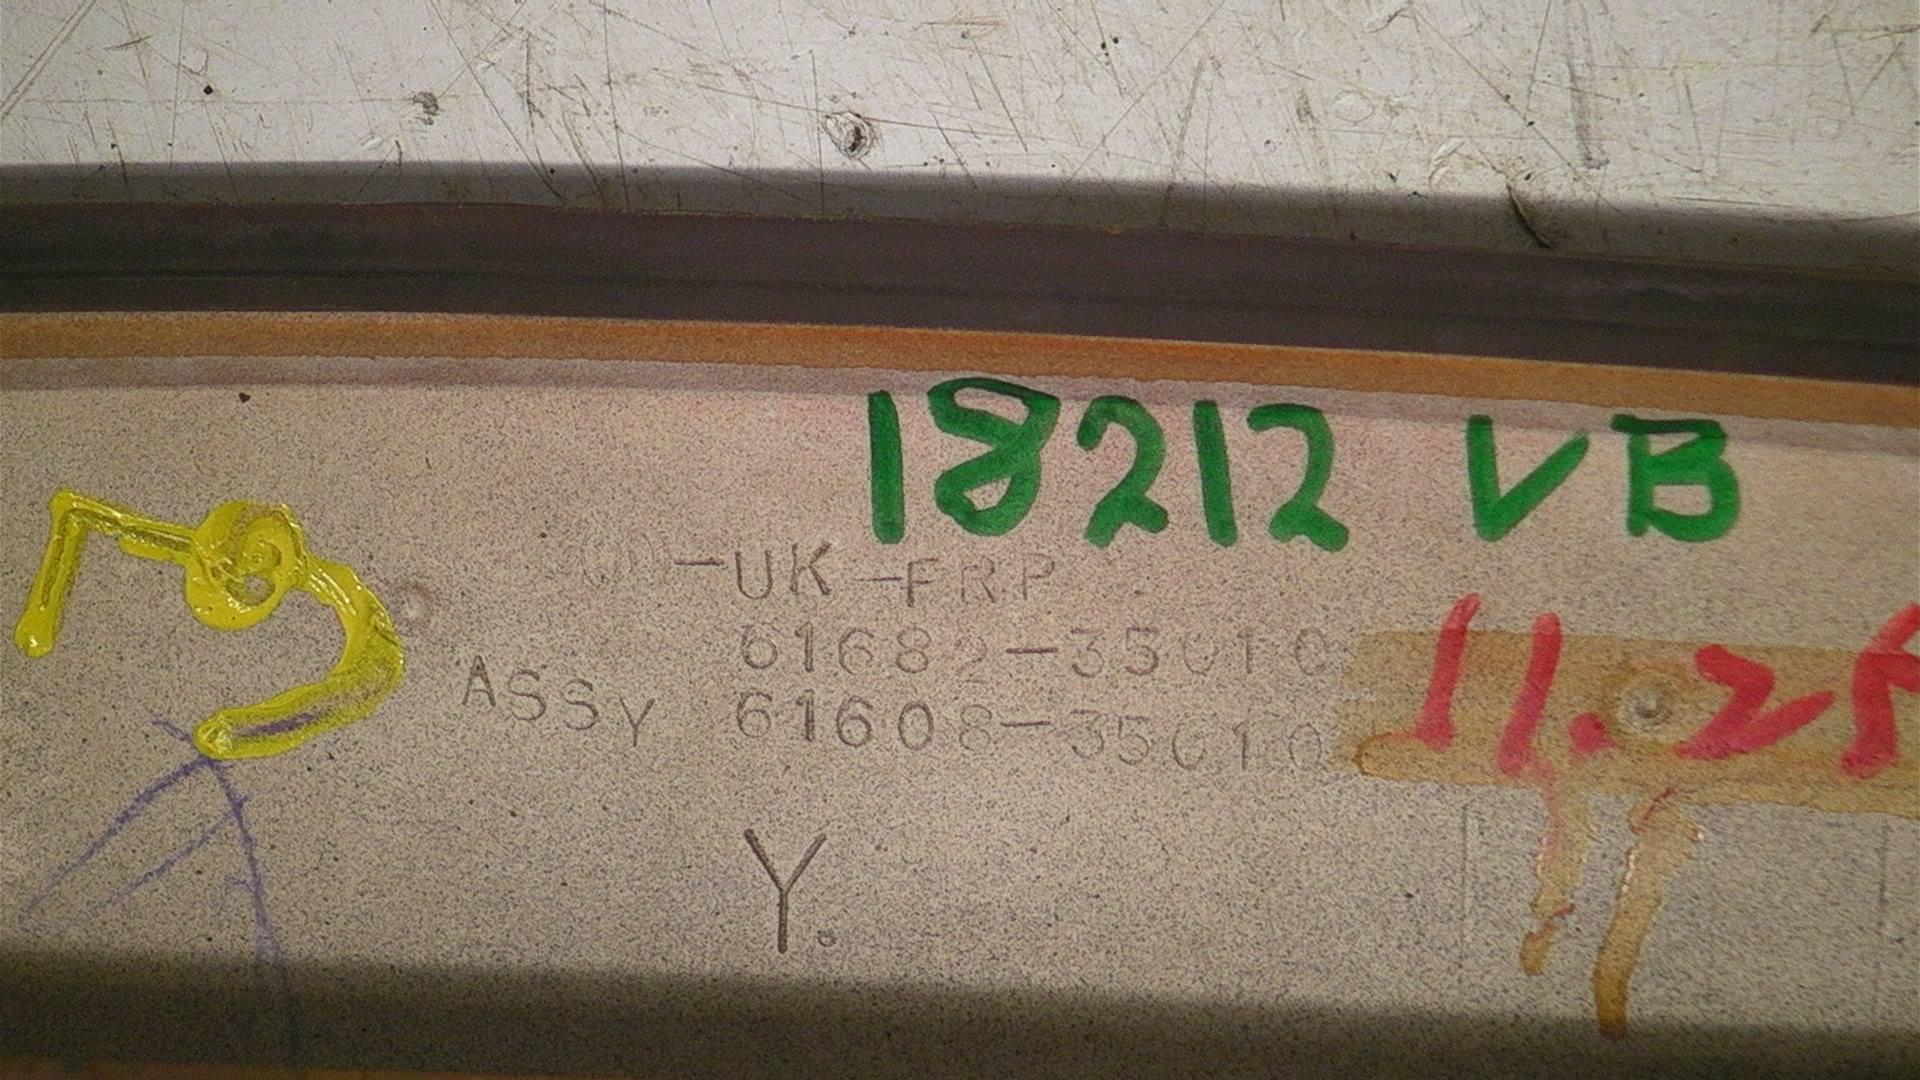 18212 VB
-UK-FRP
61682-35010
ASSY 61608-35010
11.25
Y.